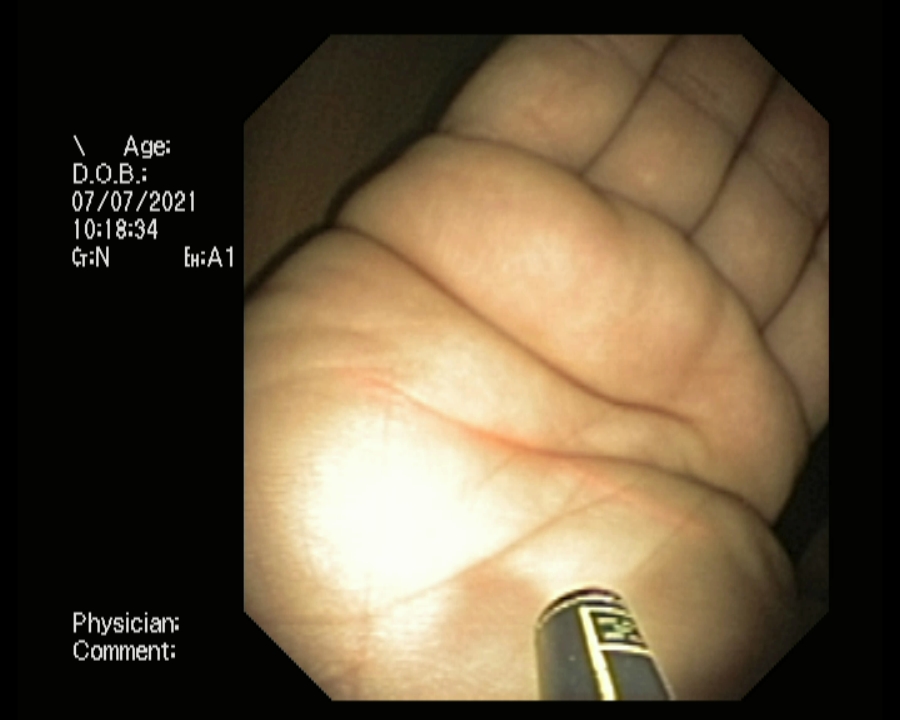 \ Age:
D.O.B.:
07/07/2021
10:18:34
Cr:N EH:A1
Physician:
Comment: